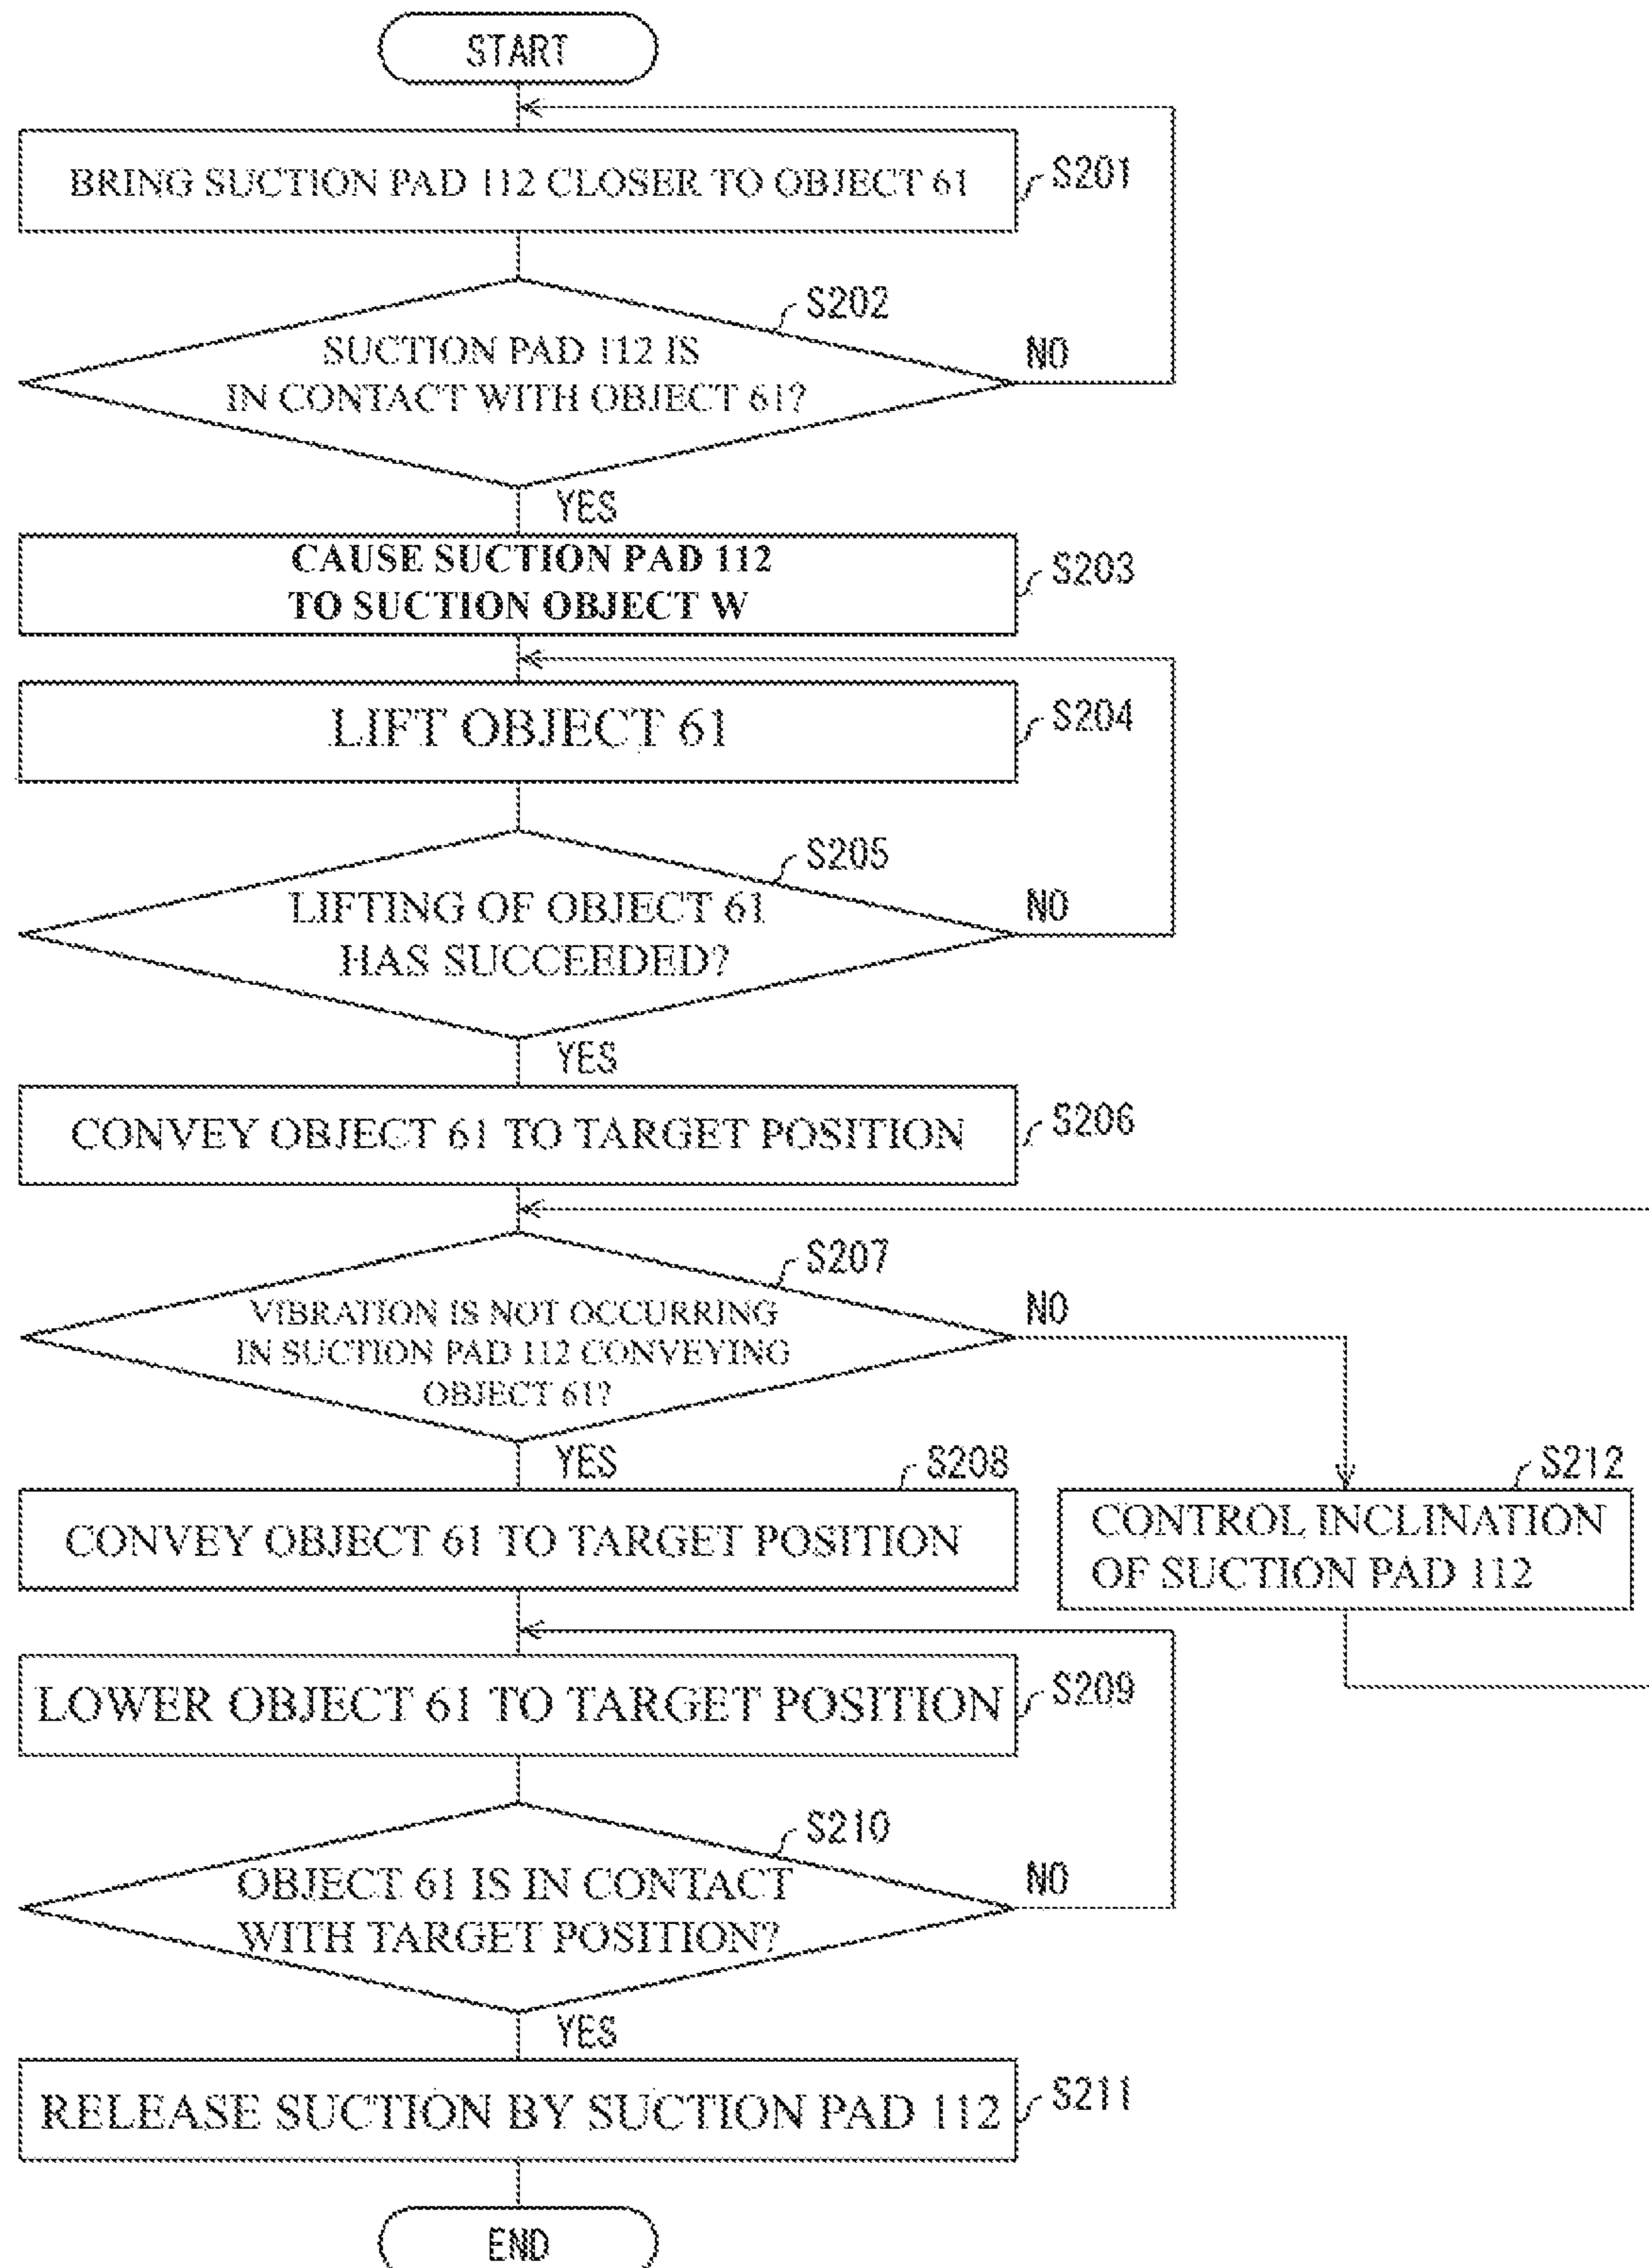 START
BRING SUCTION PAD 112 CLOSER TO OBJECT 61
S201
S202
SUCTION PAD 112 IS
IN CONTACT WITH OBJECT 61?
NO
YES
CAUSE SUCTION PAD 112
TO SUCTION OBJECT W
S203
LIFT OBJECT 61
S204
S205
LIFTING OF OBJECT 61
HAS SUCCEEDED?
NO
YES
CONVEY OBJECT 61 TO TARGET POSITION
S206
S207
VIBRATION IS NOT OCCURRING
IN SUCTION PAD 112 CONVEYING
OBJECT 61?
NO
YES
S208
CONVEY OBJECT 61 TO TARGET POSITION
S212
CONTROL INCLINATION
OF SUCTION PAD 112
LOWER OBJECT 61 TO TARGET POSITION
S209
S210
OBJECT 61 IS IN CONTACT
WITH TARGET POSITION?
NO
YES
RELEASE SUCTION BY SUCTION PAD 112
S211
END